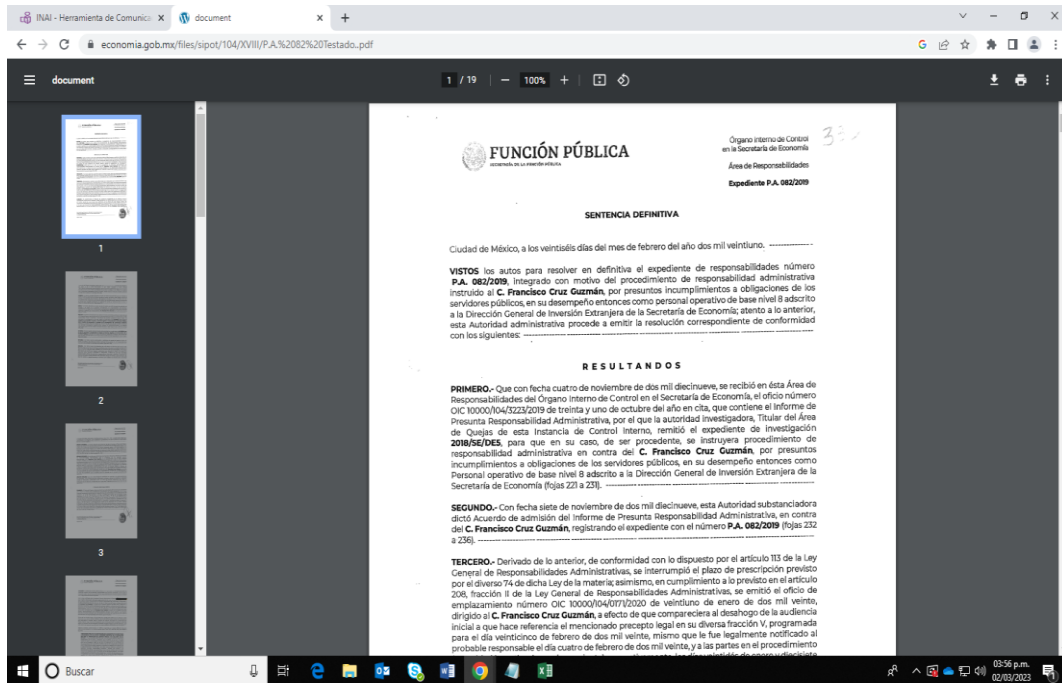 INAI - Herramienta de Comunica
document
economia.gob.mx/files/sipot/104/XVIII/P.A.%2082%20Testado..pdf
document
1 / 19
100%
1
2
3
FUNCIÓN PÚBLICA
SECRETARÍA DE LA FUNCIÓN PÚBLICA
Órgano Interno de Control
en la Secretaría de Economía
Área de Responsabilidades
Expediente P.A. 082/2019
SENTENCIA DEFINITIVA
Ciudad de México, a los veintiséis días del mes de febrero del año dos mil veintiuno. --------------
VISTOS los autos para resolver en definitiva el expediente de responsabilidades número
P.A. 082/2019, integrado con motivo del procedimiento de responsabilidad administrativa
instruido al C. Francisco Cruz Guzmán, por presuntos incumplimientos a obligaciones de los
servidores públicos, en su desempeño entonces como personal operativo de base nivel 8 adscrito
a la Dirección General de Inversión Extranjera de la Secretaría de Economía; atento a lo anterior,
esta Autoridad administrativa procede a emitir la resolución correspondiente de conformidad
con los siguientes: --------------
R E S U L T A N D O S
PRIMERO.- Que con fecha cuatro de noviembre de dos mil diecinueve, se recibió en ésta Área de
Responsabilidades del Órgano Interno de Control en el Secretaría de Economía, el oficio número
OIC 10000/104/3223/2019 de treinta y uno de octubre del año en cita, que contiene el Informe de
Presunta Responsabilidad Administrativa, por el que la autoridad investigadora, Titular del Área
de Quejas de esta Instancia de Control Interno, remitió el expediente de investigación
2018/SE/DE5, para que en su caso, de ser procedente, se instruyera procedimiento de
responsabilidad administrativa en contra del C. Francisco Cruz Guzmán, por presuntos
incumplimientos a obligaciones de los servidores públicos, en su desempeño entonces como
Personal operativo de base nivel 8 adscrito a la Dirección General de Inversión Extranjera de la
Secretaría de Economía (fojas 221 a 231). --------------
SEGUNDO.- Con fecha siete de noviembre de dos mil diecinueve, esta Autoridad substanciadora
dictó Acuerdo de admisión del Informe de Presunta Responsabilidad Administrativa, en contra
del C. Francisco Cruz Guzmán, registrando el expediente con el número P.A. 082/2019 (fojas 232
a 236). --------------
TERCERO.- Derivado de lo anterior, de conformidad con lo dispuesto por el artículo 113 de la Ley
General de Responsabilidades Administrativas, se interrumpió el plazo de prescripción previsto
por el diverso 74 de dicha Ley de la materia; asimismo, en cumplimiento a lo previsto en el artículo
208, fracción II de la Ley General de Responsabilidades Administrativas, se emitió el oficio de
emplazamiento número OIC 10000/104/0171/2020 de veintiuno de enero de dos mil veinte,
dirigido al C. Francisco Cruz Guzmán, a efecto de que compareciera al desahogo de la audiencia
inicial a que hace referencia el mencionado precepto legal en su diversa fracción V, programada
para el día veinticinco de febrero de dos mil veinte, mismo que le fue legalmente notificado al
probable responsable el día cuatro de febrero de dos mil veinte, y a las partes en el procedimiento
Buscar
03:56 p.m.
02/03/2023